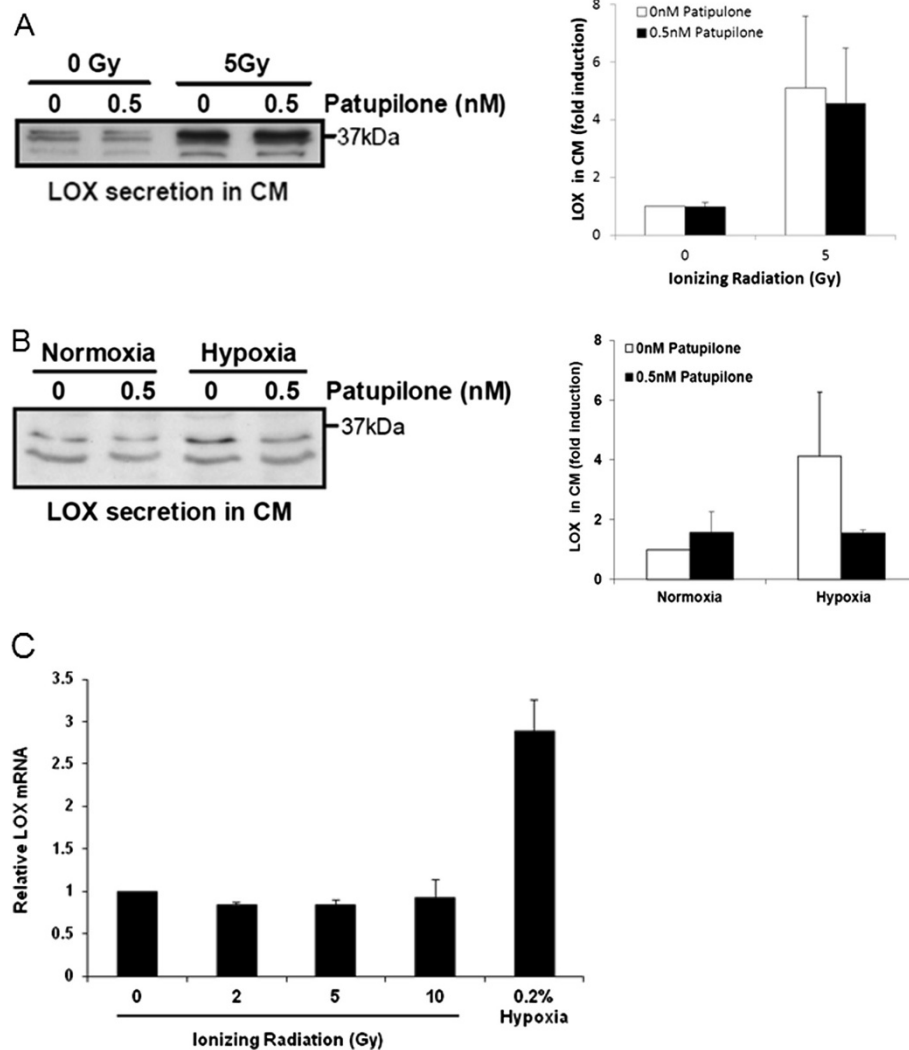 A
0 Gy 5Gy
0 0.5 0 0.5 Patupilone (nM)
37kDa
LOX secretion in CM
0nM Patipulone
0.5nM Patupilone
LOX in CM (fold induction)
8
6
4
2
0
0 5
Ionizing Radiation (Gy)
B
Normoxia Hypoxia
0 0.5 0 0.5 Patupilone (nM)
37kDa
LOX secretion in CM
0nM Patupilone
0.5nM Patupilone
LOX in CM (fold induction)
8
6
4
2
0
Normoxia Hypoxia
C
Relative LOX mRNA
3.5
3
2.5
2
1.5
1
0.5
0
0 2 5 10 0.2%
Hypoxia
Ionizing Radiation (Gy)